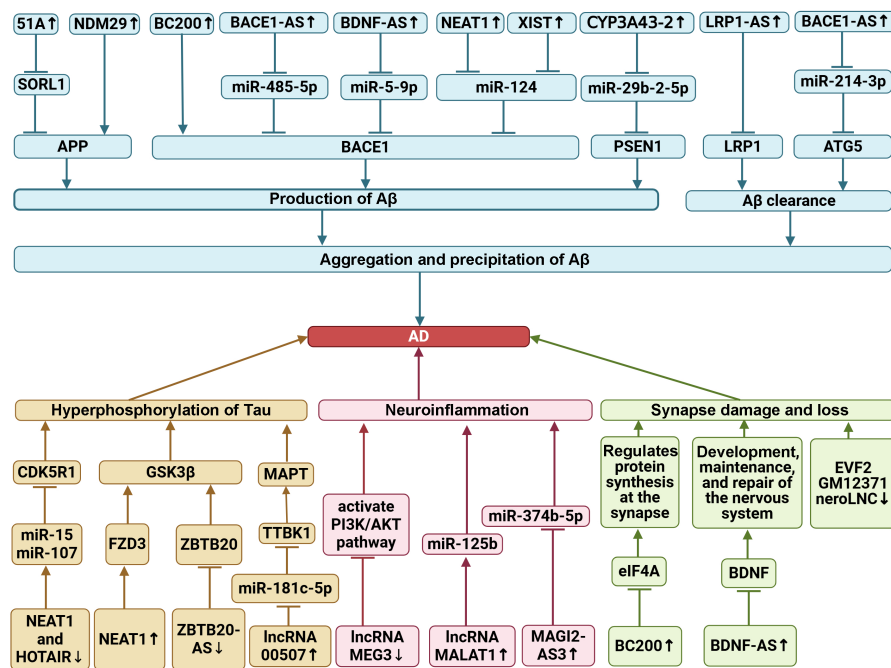 51A↑ NDM29↑ BC200↑ BACE1-AS↑ BDNF-AS↑ NEAT1↑ XIST↑ CYP3A43-2↑ LRP1-AS↑ BACE1-AS↑
SORL1 miR-485-5p miR-5-9p miR-124 miR-29b-2-5p miR-214-3p
APP BACE1 PSEN1 LRP1 ATG5
Production of Aβ Aβ clearance
Aggregation and precipitation of Aβ
AD
Hyperphosphorylation of Tau Neuroinflammation Synapse damage and loss
CDK5R1
GSK3β
MAPT
miR-15
miR-107
FZD3
ZBTB20
TTBK1
miR-181c-5p
NEAT1
and
HOTAIR↓
NEAT1↑
ZBTB20-
AS↓
lncRNA
00507↑
activate
PI3K/AKT
pathway
miR-125b
miR-374b-5p
lncRNA
MEG3↓
lncRNA
MALAT1↑
MAGI2-
AS3↑
Regulates
protein
synthesis
at the
synapse
Development,
maintenance,
and repair of
the nervous
system
EVF2
GM12371
neroLNC↓
eIF4A
BDNF
BC200↑
BDNF-AS↑